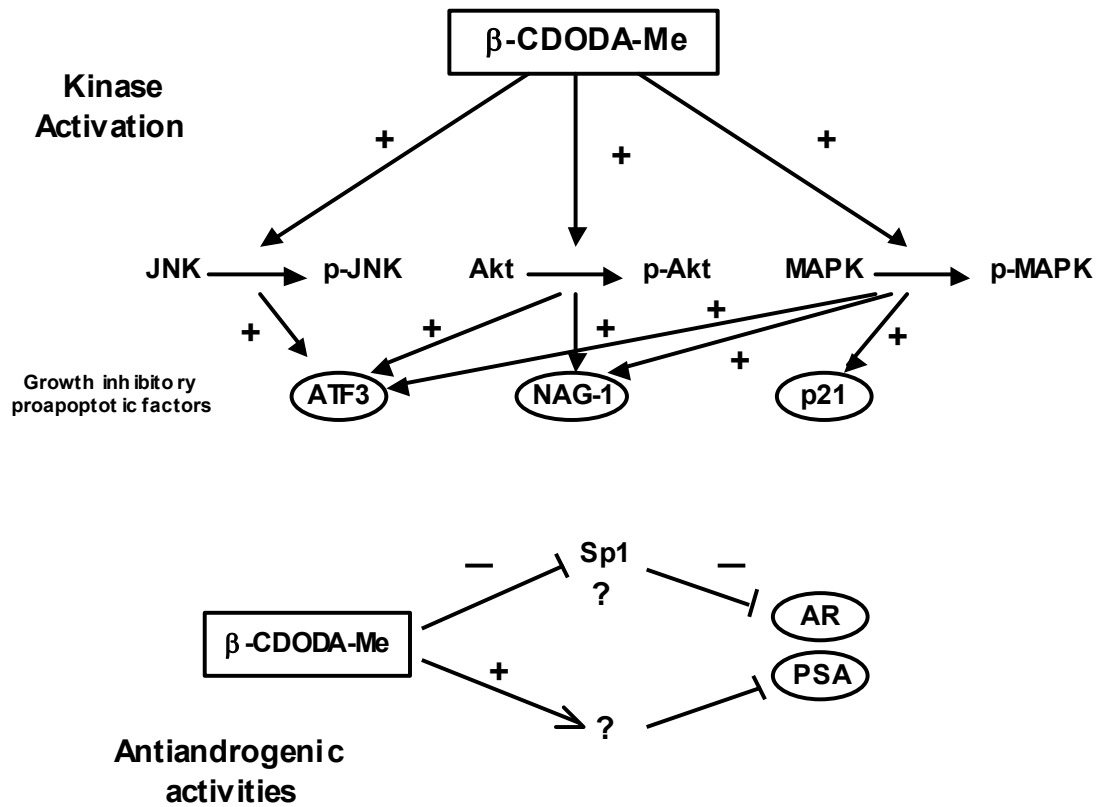 β-CDODA-Me
Kinase
Activation
+
+
+
JNK
p-JNK
Akt
p-Akt
MAPK
p-MAPK
+
+
+
+
+
+
Growth inhibitory
proapoptotic factors
ATF3
NAG-1
p21
Sp1
?
—
—
AR
β-CDODA-Me
PSA
+
?
Antiandrogenic
activities